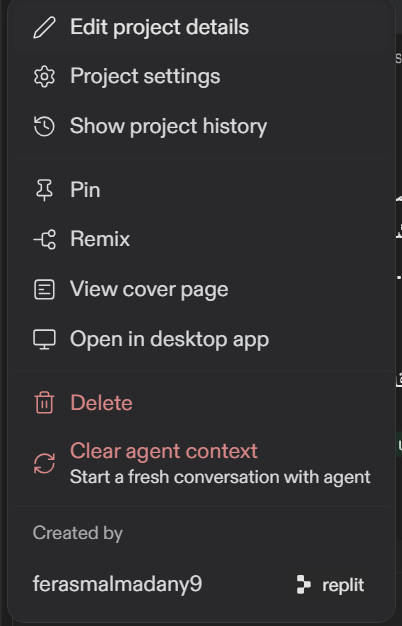 Edit project details
Project settings
Show project history
Pin
Remix
View cover page
Open in desktop app
Delete
Clear agent context
Start a fresh conversation with agent
Created by
ferasmalmadany9
replit